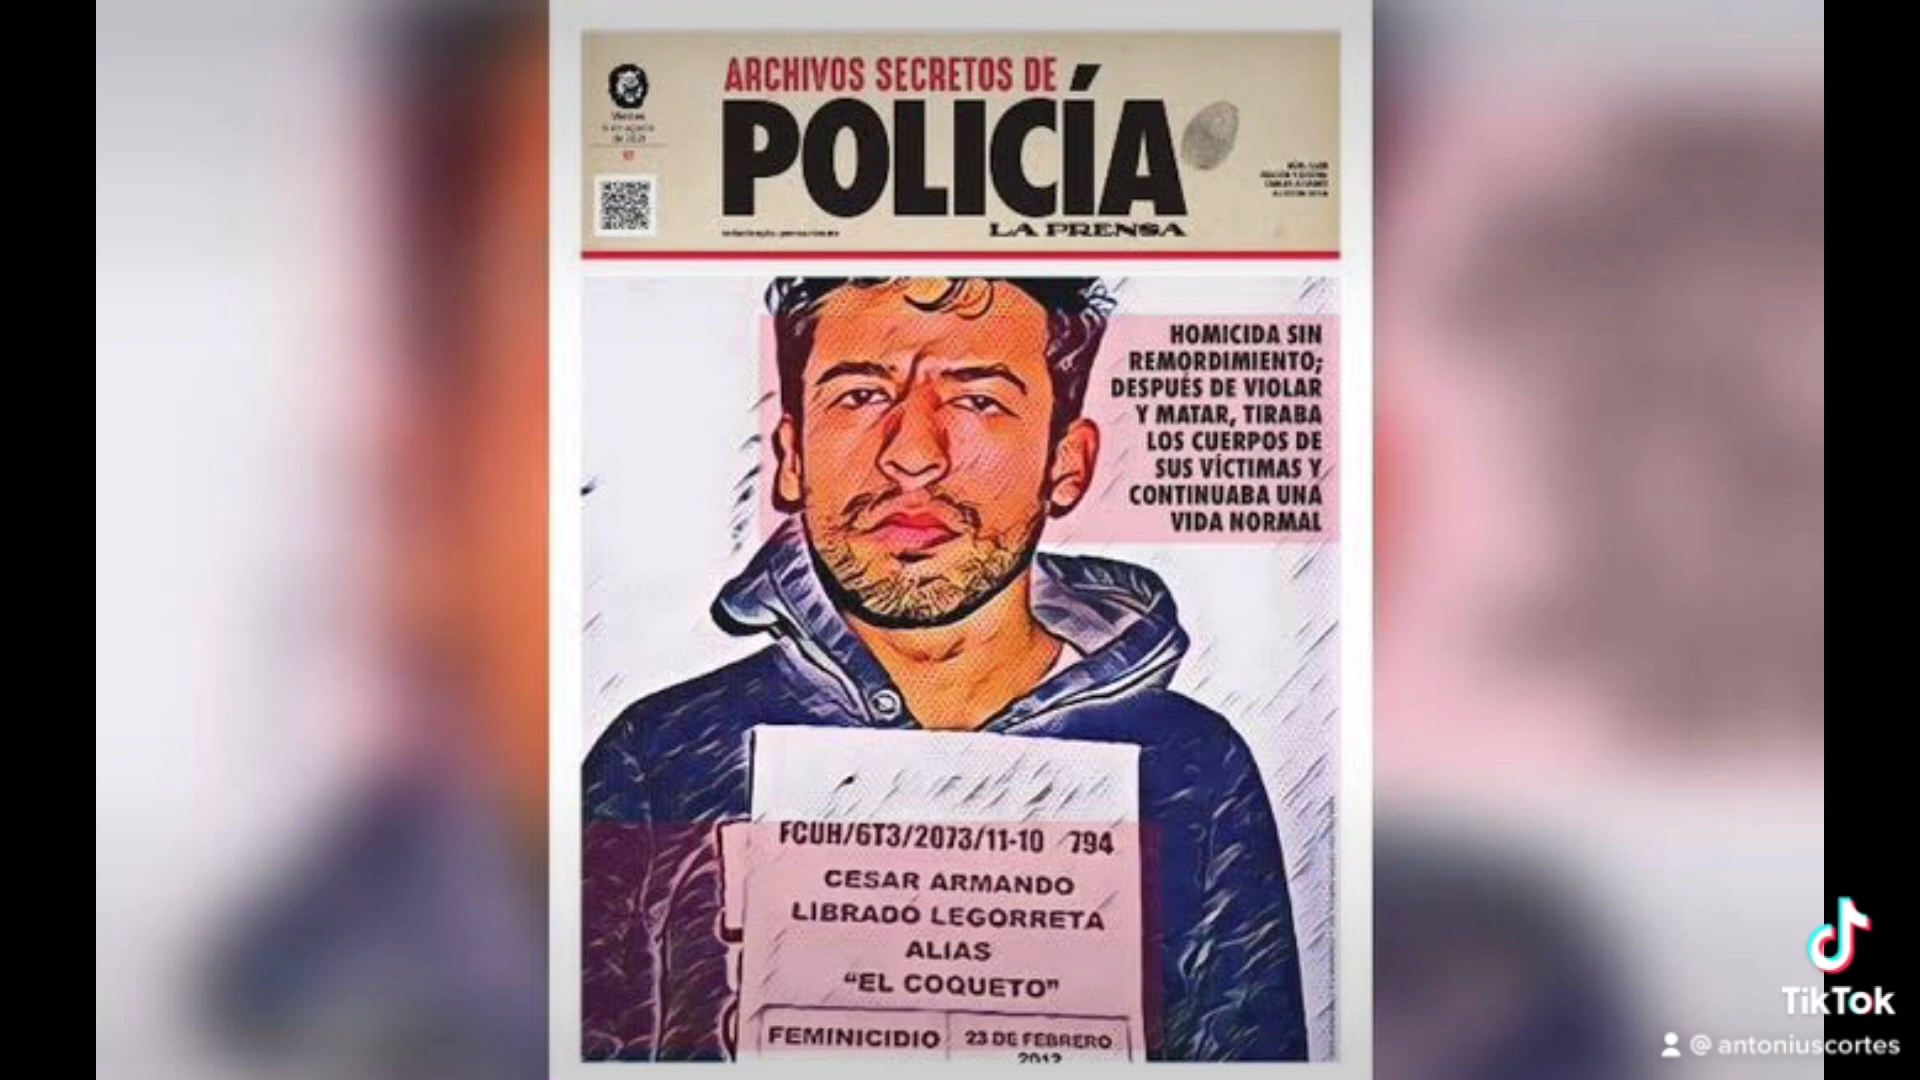 ARCHIVOS SECRETOS DE
POLICÍA
LA PRENSA
Viernes
HOMICIDA SIN
REMORDIMIENTO;
DESPUÉS DE VIOLAR
Y MATAR, TIRABA
LOS CUERPOS DE
SUS VÍCTIMAS Y
CONTINUABA UNA
VIDA NORMAL
FCUH/6T3/2073/11-10 794
CESAR ARMANDO
LIBRADO LEGORRETA
ALIAS
“EL COQUETO”
FEMINICIDIO
23 DE FEBRERO
2012
TikTok
@antoniuscortes